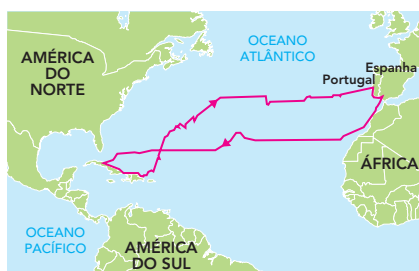 AMÉRICA
DO
NORTE
OCEANO
ATLÂNTICO
Espanha
Portugal
ÁFRICA
OCEANO
PACÍFICO
AMÉRICA
DO SUL